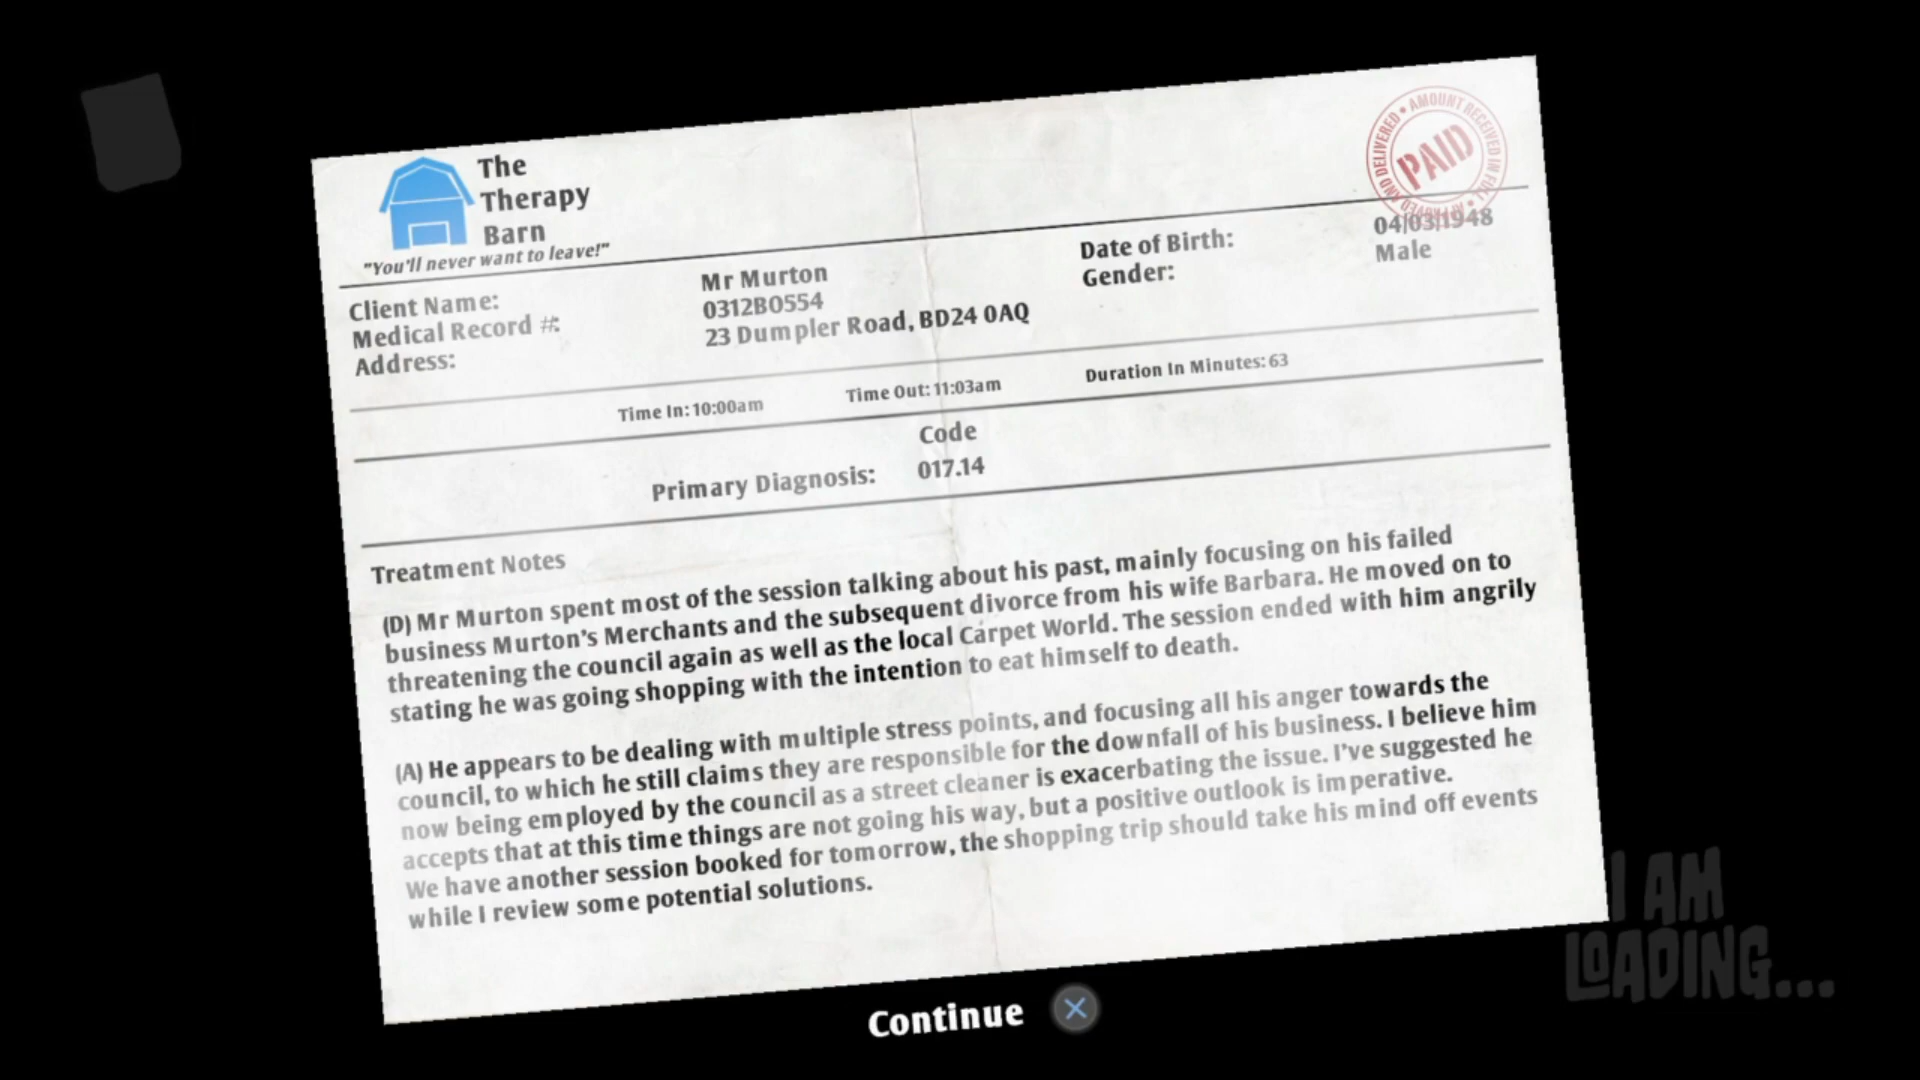 The
Therapy
Barn
"You'll never want to leave!"
AMOUNT RECEIVED IN FULL • APPROVED AND DELIVERED •
PAID
Client Name: Mr Murton Date of Birth: 04/03/1948
Medical Record #: 0312BO554 Gender: Male
Address: 23 Dumpler Road, BD24 0AQ
Time In: 10:00am Time Out: 11:03am Duration In Minutes: 63
Code
Primary Diagnosis: 017.14
Treatment Notes
(D) Mr Murton spent most of the session talking about his past, mainly focusing on his failed
business Murton's Merchants and the subsequent divorce from his wife Barbara. He moved on to
threatening the council again as well as the local Carpet World. The session ended with him angrily
stating he was going shopping with the intention to eat himself to death.
(A) He appears to be dealing with multiple stress points, and focusing all his anger towards the
council, to which he still claims they are responsible for the downfall of his business. I believe him
now being employed by the council as a street cleaner is exacerbating the issue. I've suggested he
accepts that at this time things are not going his way, but a positive outlook is imperative.
We have another session booked for tomorrow, the shopping trip should take his mind off events
while I review some potential solutions.
I AM
LOADING...
Continue